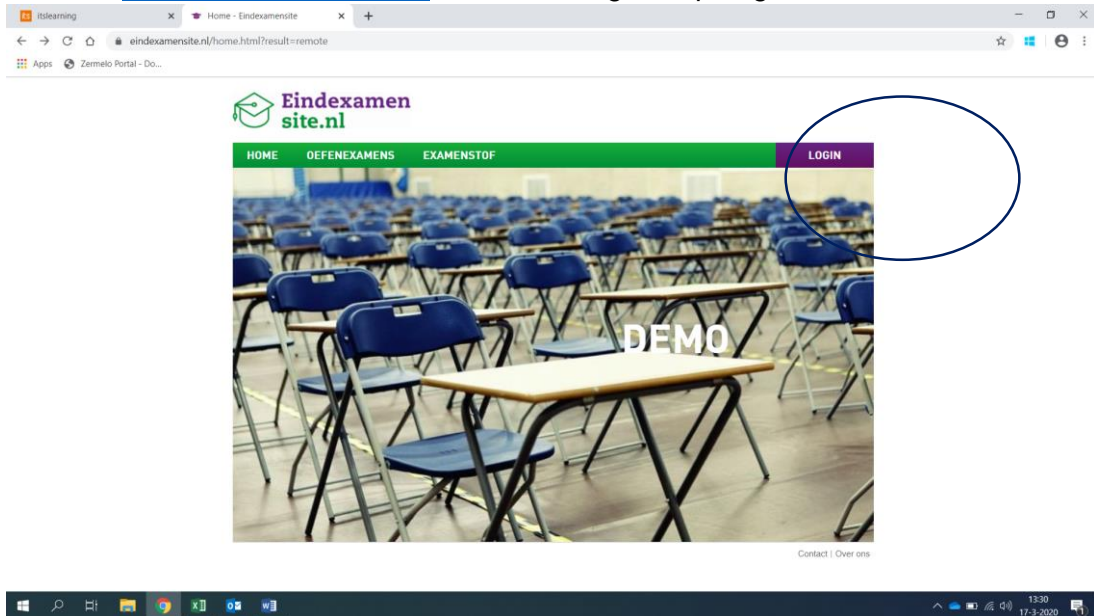 itslearning
Home - Eindexamensite
eindexamensite.nl/home.html?result=remote
Apps Zermelo Portal – Do...
Eindexamen
site.nl
HOME OEFENEXAMENS EXAMENSTOF LOGIN
DEMO
Contact | Over ons
13:30
17-3-2020